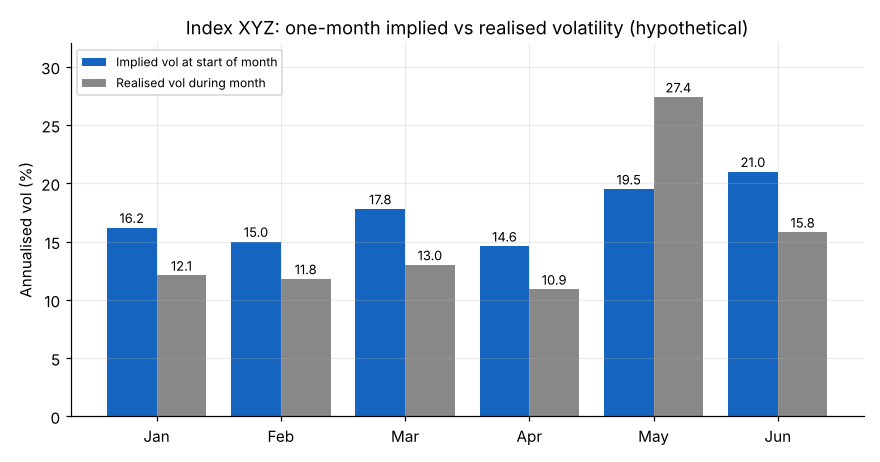 Index XYZ: one-month implied vs realised volatility (hypothetical)
Implied vol at start of month
Realised vol during month
Annualised vol (%)
30
25
20
15
10
5
0
16.2
12.1
15.0
11.8
17.8
13.0
14.6
10.9
19.5
27.4
21.0
15.8
Jan
Feb
Mar
Apr
May
Jun